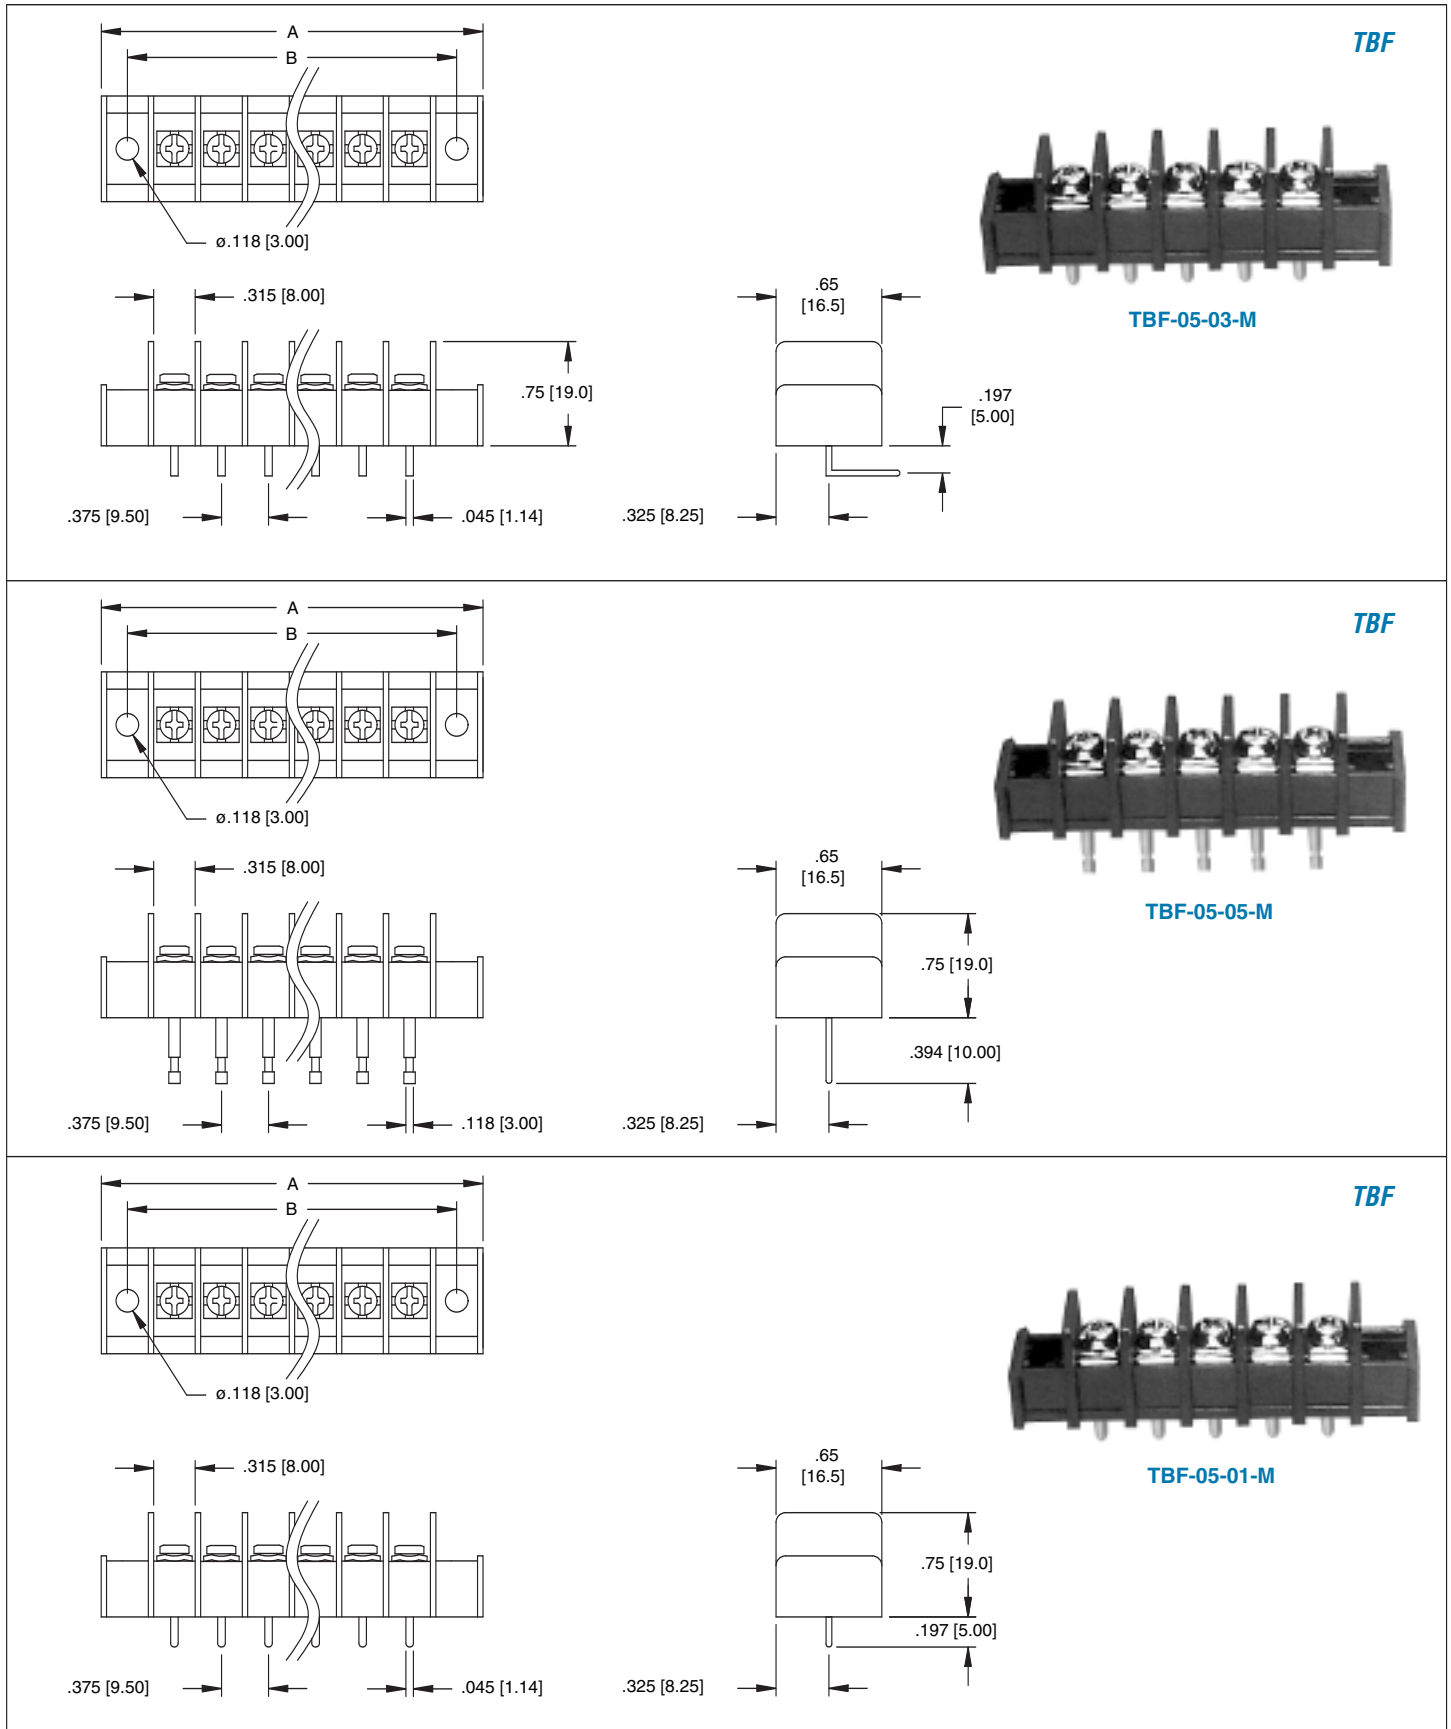 A
B
TBF
ø.118 [3.00]
.315 [8.00]
.65
[16.5]
TBF-05-03-M
.75 [19.0]
.197
[5.00]
.375 [9.50]
.045 [1.14]
.325 [8.25]
A
B
TBF
ø.118 [3.00]
.315 [8.00]
.65
[16.5]
TBF-05-05-M
.75 [19.0]
.394 [10.00]
.375 [9.50]
.118 [3.00]
.325 [8.25]
A
B
TBF
ø.118 [3.00]
.315 [8.00]
.65
[16.5]
TBF-05-01-M
.75 [19.0]
.197 [5.00]
.375 [9.50]
.045 [1.14]
.325 [8.25]